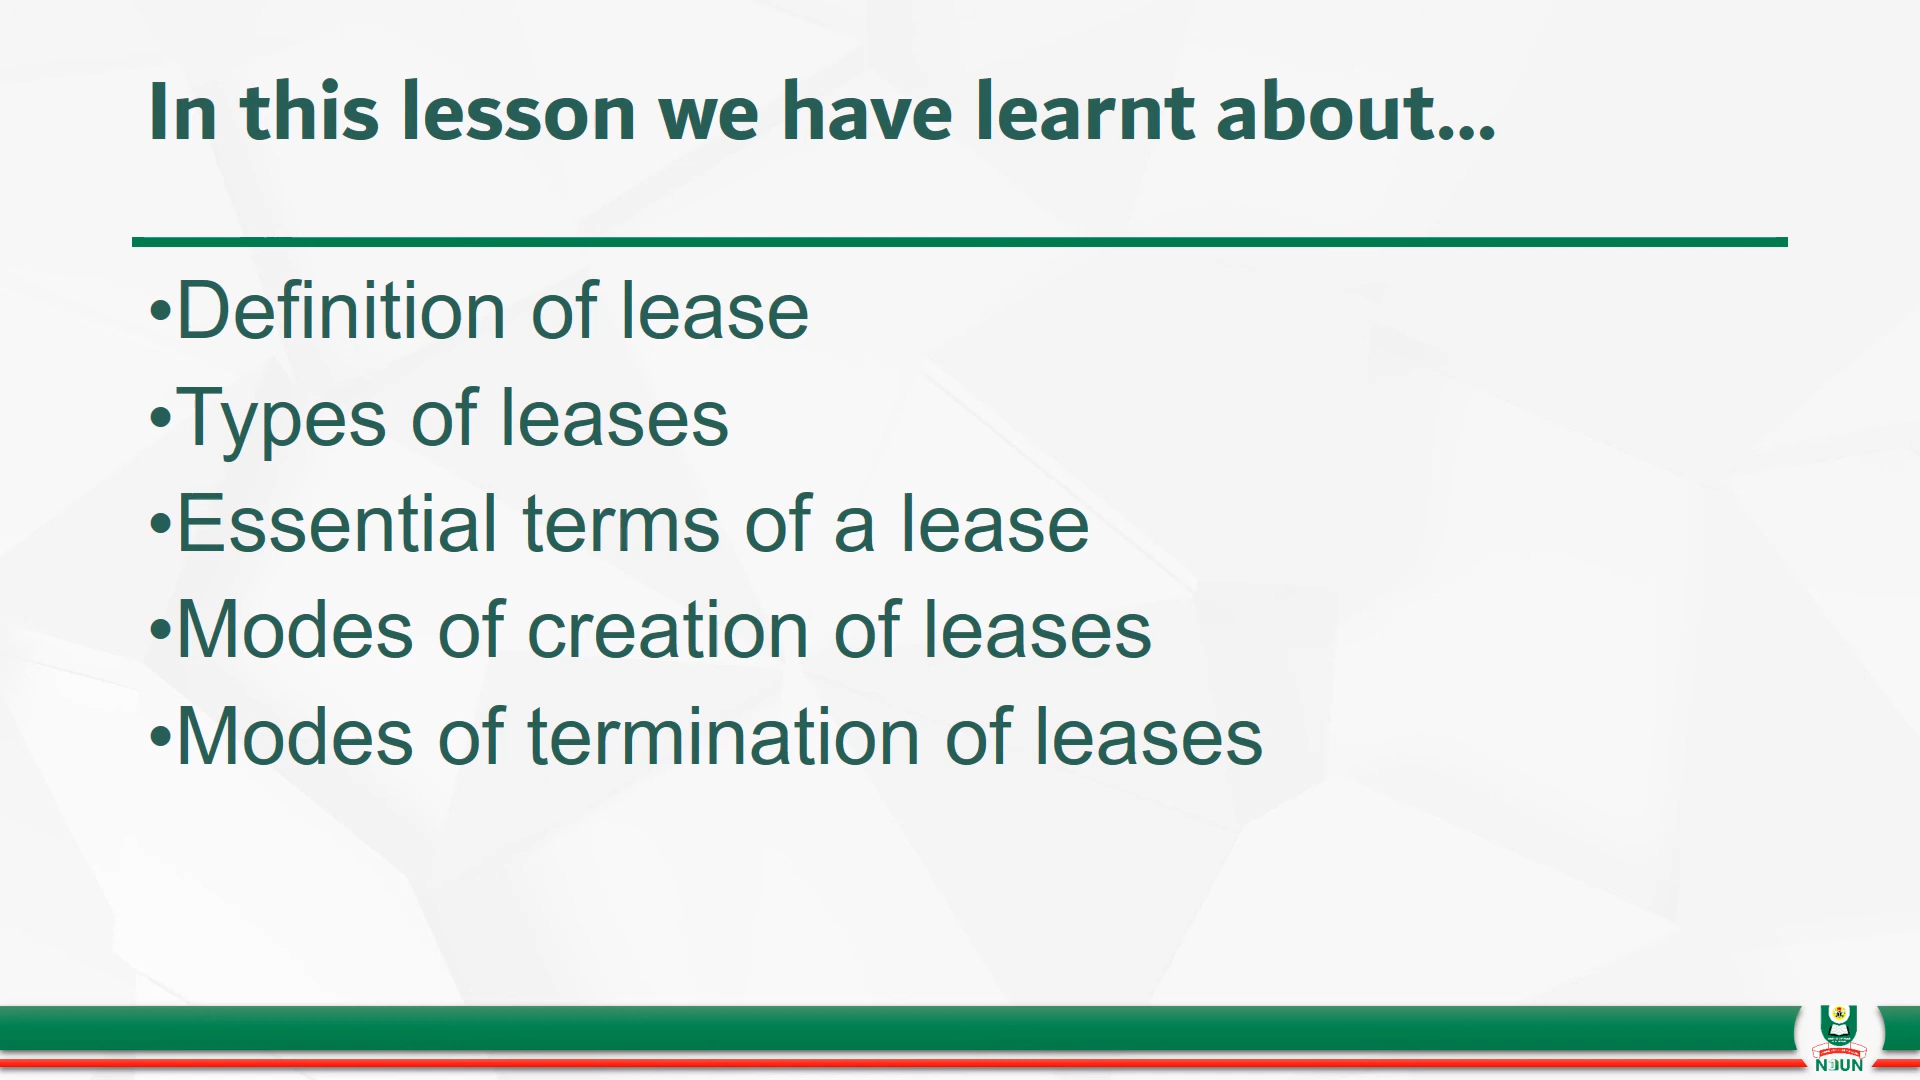 In this lesson we have learnt about...
•Definition of lease
•Types of leases
•Essential terms of a lease
•Modes of creation of leases
•Modes of termination of leases
NOUN